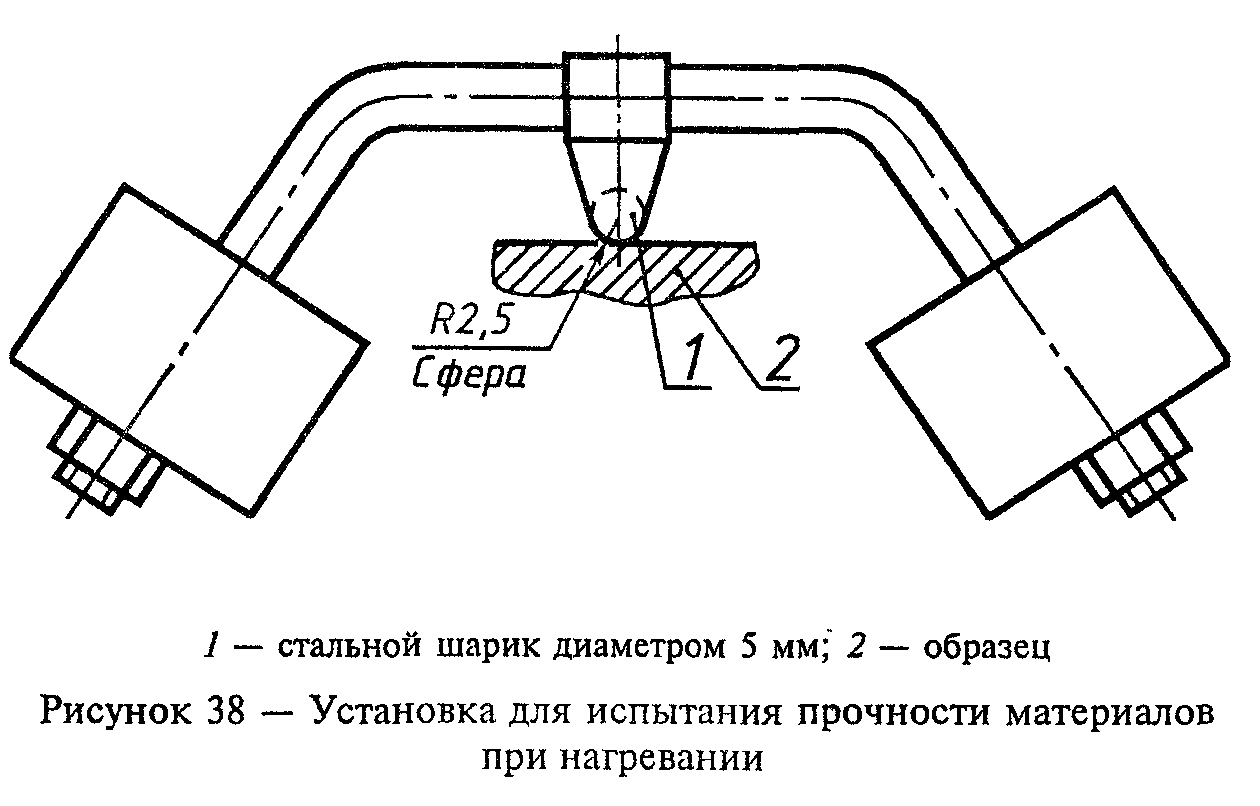 R2,5
Сфера
1
2
1 — стальной шарик диаметром 5 мм; 2 — образец
Рисунок 38 — Установка для испытания прочности материалов
при нагревании